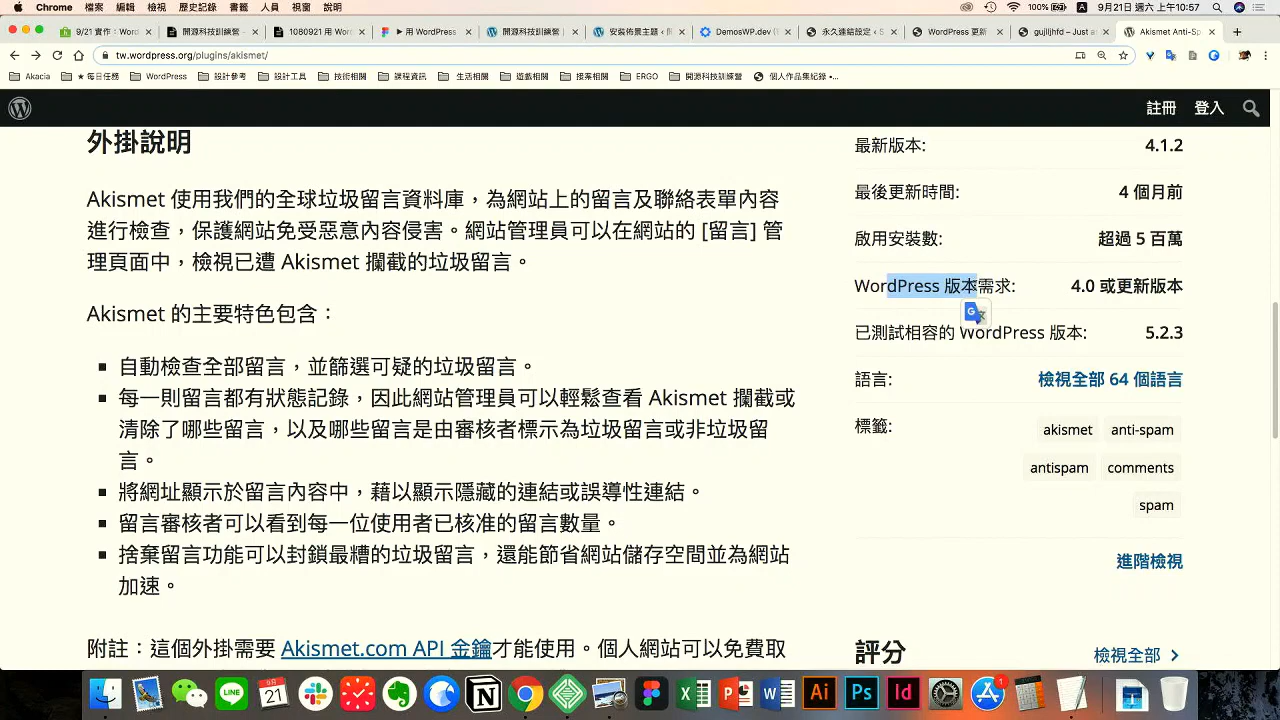 Chrome 檔案 編輯 檢視 歷史記錄 書籤 人員 視窗 說明 100% 9月21日 週六 上午10:57
9/21 實作：Word 開源科技訓練營 - 1080921 用 Wor ▶ 用 WordPress 開源科技訓練營 安裝佈景主題 DemosWP.dev 永久連結設定 ‹ S WordPress 更新 gujlljhfd – Just a Akismet Anti-Sp
tw.wordpress.org/plugins/akismet/
Akacia ★ 每日任務 WordPress 設計參考 設計工具 技術相關 課程資訊 生活相關 遊戲相關 接案相關 ERGO 開源科技訓練營 個人作品集紀錄 -...
註冊 登入
外掛說明
Akismet 使用我們的全球垃圾留言資料庫，為網站上的留言及聯絡表單內容
進行檢查，保護網站免受惡意內容侵害。網站管理員可以在網站的 [留言] 管
理頁面中，檢視已遭 Akismet 攔截的垃圾留言。
Akismet 的主要特色包含：
自動檢查全部留言，並篩選可疑的垃圾留言。
每一則留言都有狀態記錄，因此網站管理員可以輕鬆查看 Akismet 攔截或
清除了哪些留言，以及哪些留言是由審核者標示為垃圾留言或非垃圾留
言。
將網址顯示於留言內容中，藉以顯示隱藏的連結或誤導性連結。
留言審核者可以看到每一位使用者已核准的留言數量。
捨棄留言功能可以封鎖最糟的垃圾留言，還能節省網站儲存空間並為網站
加速。
附註：這個外掛需要 Akismet.com API 金鑰才能使用。個人網站可以免費取
最新版本: 4.1.2
最後更新時間: 4 個月前
啟用安裝數: 超過 5 百萬
WordPress 版本需求: 4.0 或更新版本
已測試相容的 WordPress 版本: 5.2.3
語言: 檢視全部 64 個語言
標籤: akismet anti-spam
antispam comments
spam
進階檢視
評分 檢視全部
LINE 9月 21 Ai Ps Id 1